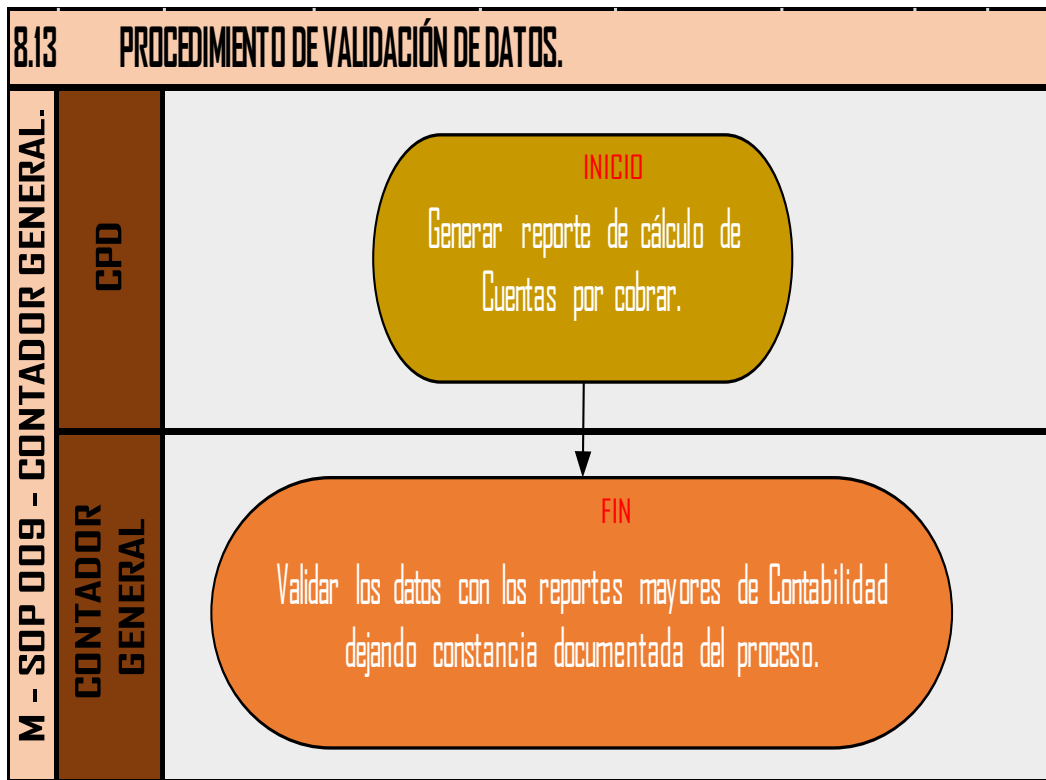 8.13 PROCEDIMIENTO DE VALIDACIÓN DE DATOS.
M - SOP 009 - CONTADOR GENERAL.
CPD
INICIO
Generar reporte de cálculo de
Cuentas por cobrar.
CONTADOR
GENERAL
FIN
Validar los datos con los reportes mayores de Contabilidad
dejando constancia documentada del proceso.